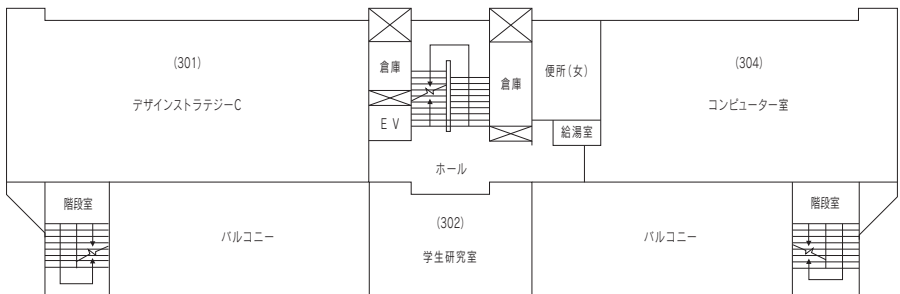 (301)
デザインストラテジーC
倉庫
EV
倉庫
便所(女)
給湯室
(304)
コンピューター室
ホール
階段室
バルコニー
(302)
学生研究室
バルコニー
階段室